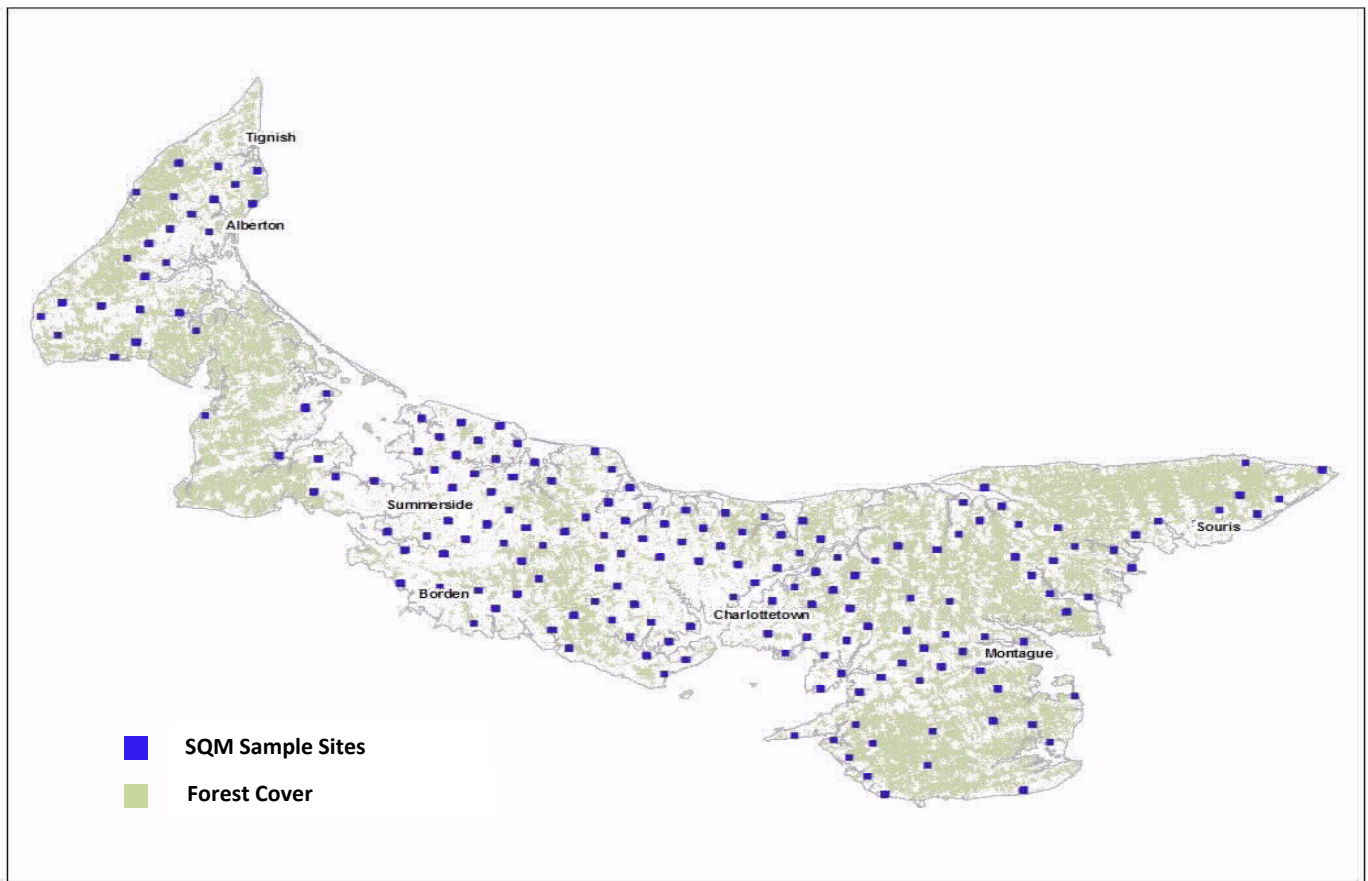 Tignish
Alberton
Summerside
Souris
Borden
Charlottetown
Montague
SQM Sample Sites
Forest Cover